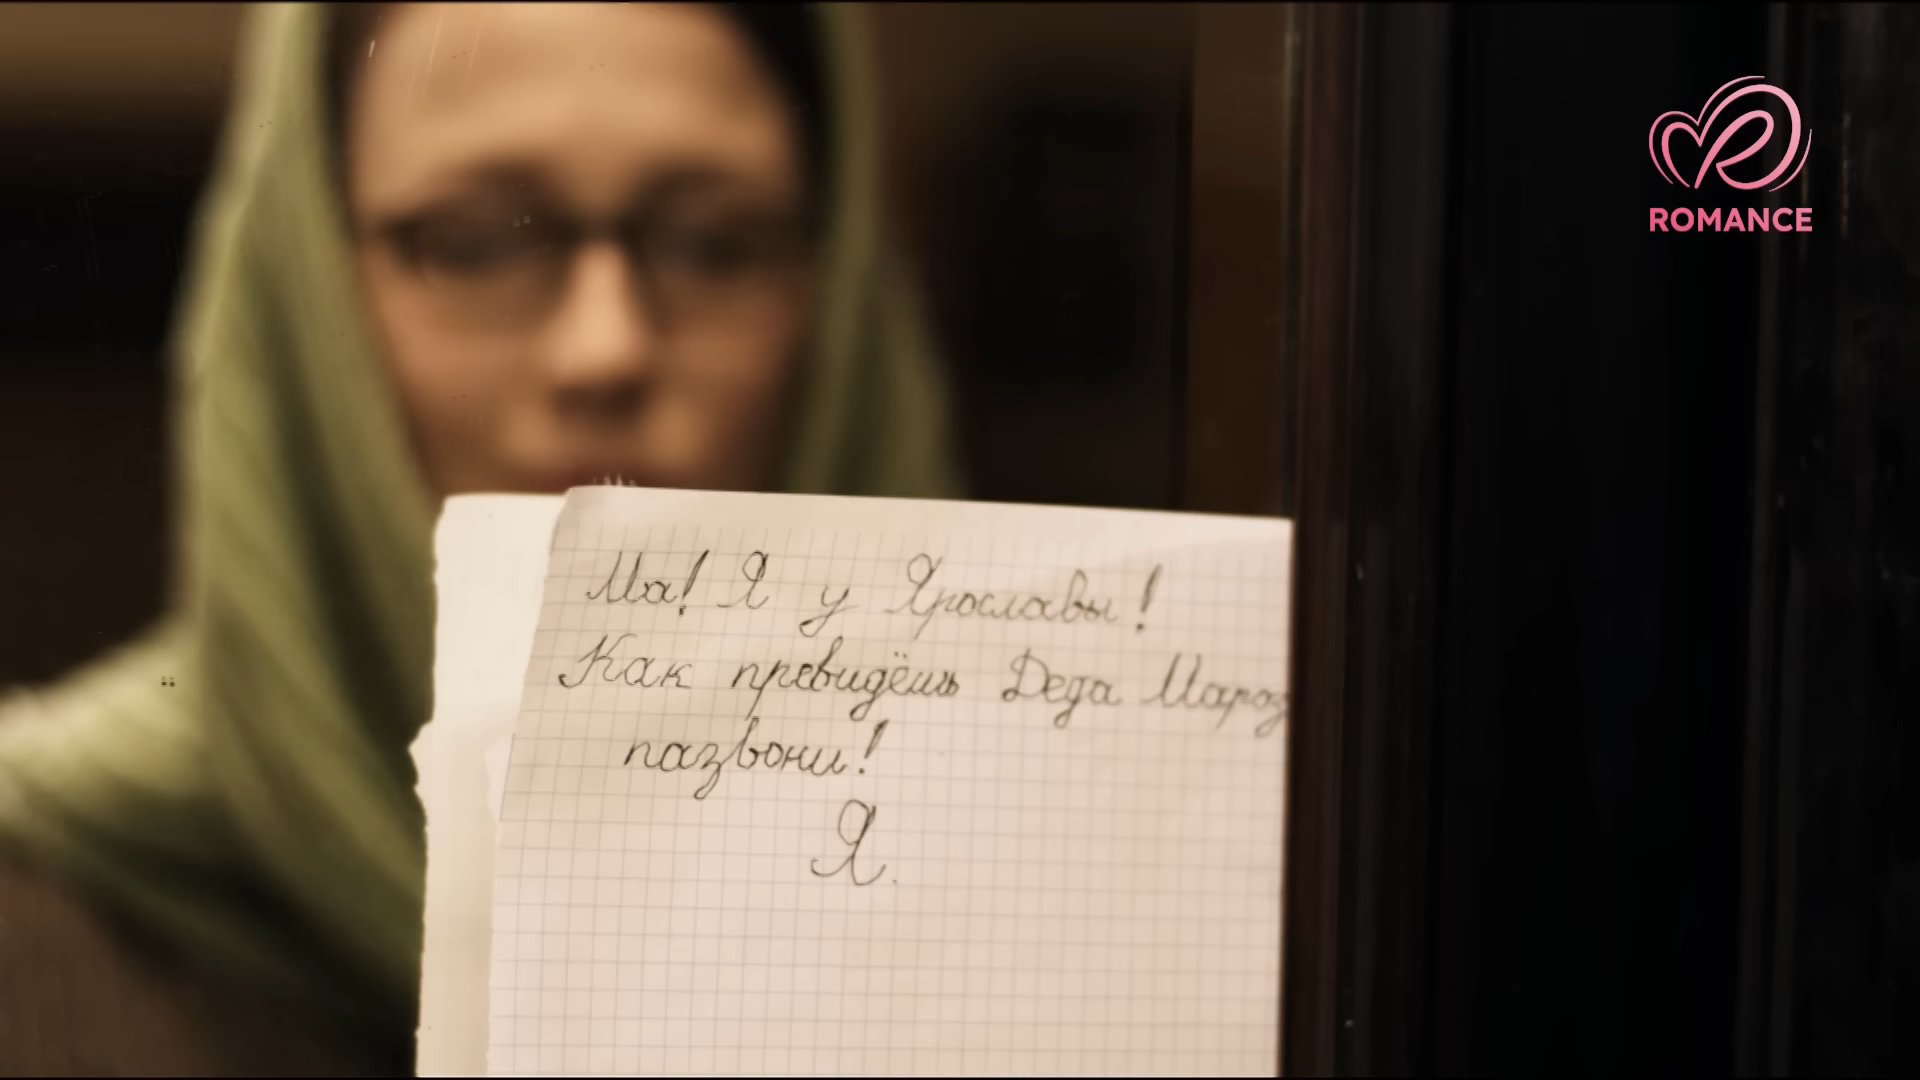 ROMANCE
Ма! Я у Ярославы!
Как превидёшь Деда Мароз
пазвони!
Я.